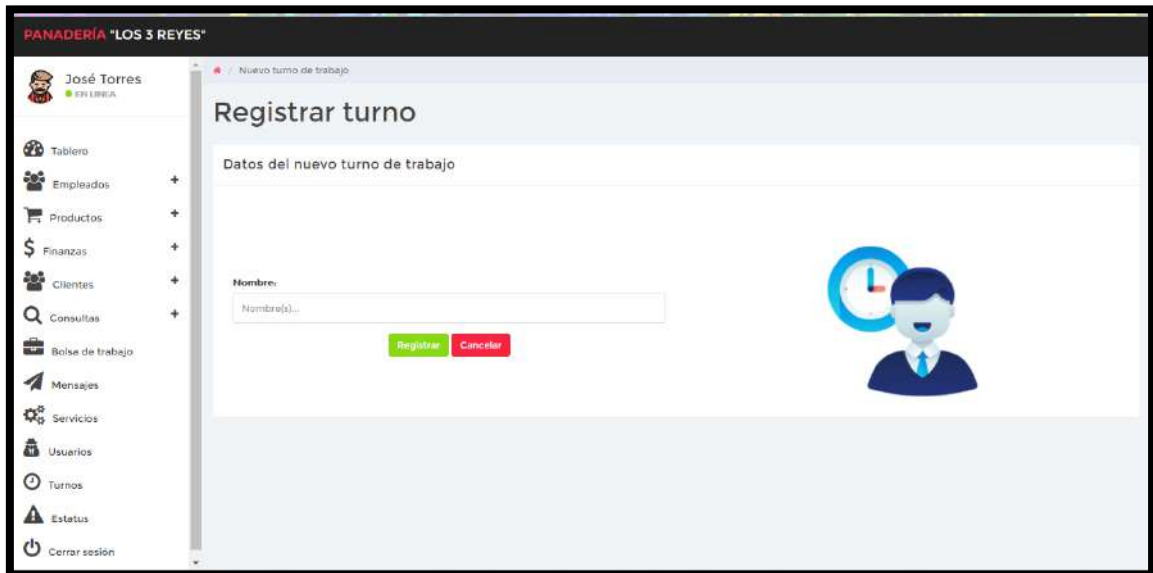 PANADERÍA "LOS 3 REYES"
José Torres
EN LINEA
Tablero
Empleados +
Productos +
Finanzas +
Clientes +
Consultas +
Bolsa de trabajo
Mensajes
Servicios
Usuarios
Turnos
Estatus
Cerrar sesión
/ Nuevo turno de trabajo
Registrar turno
Datos del nuevo turno de trabajo
Nombre:
Nombre(s)...
Registrar Cancelar